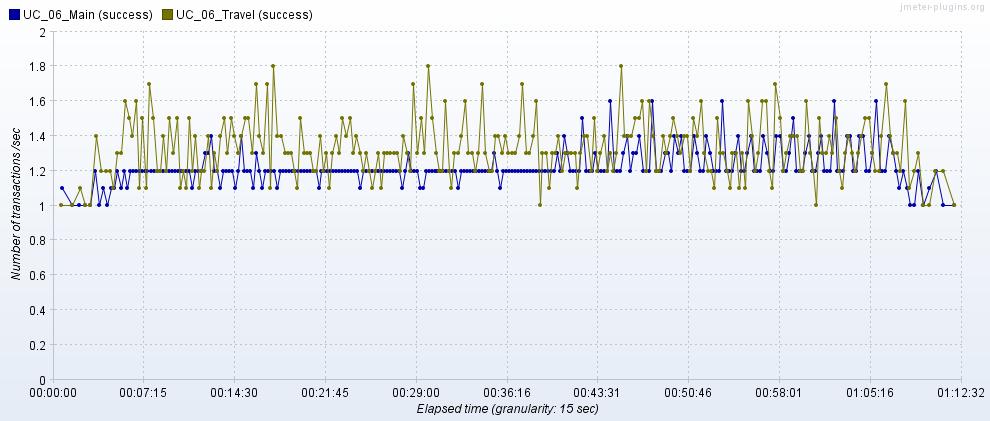 jmeter-plugins.org
UC_06_Main (success) UC_06_Travel (success)
2
1.8
1.6
1.4
1.2
1
0.8
0.6
0.4
0.2
0
Number of transactions/sec
00:00:00 00:07:15 00:14:30 00:21:45 00:29:00 00:36:16 00:43:31 00:50:46 00:58:01 01:05:16 01:12:32
Elapsed time (granularity: 15 sec)